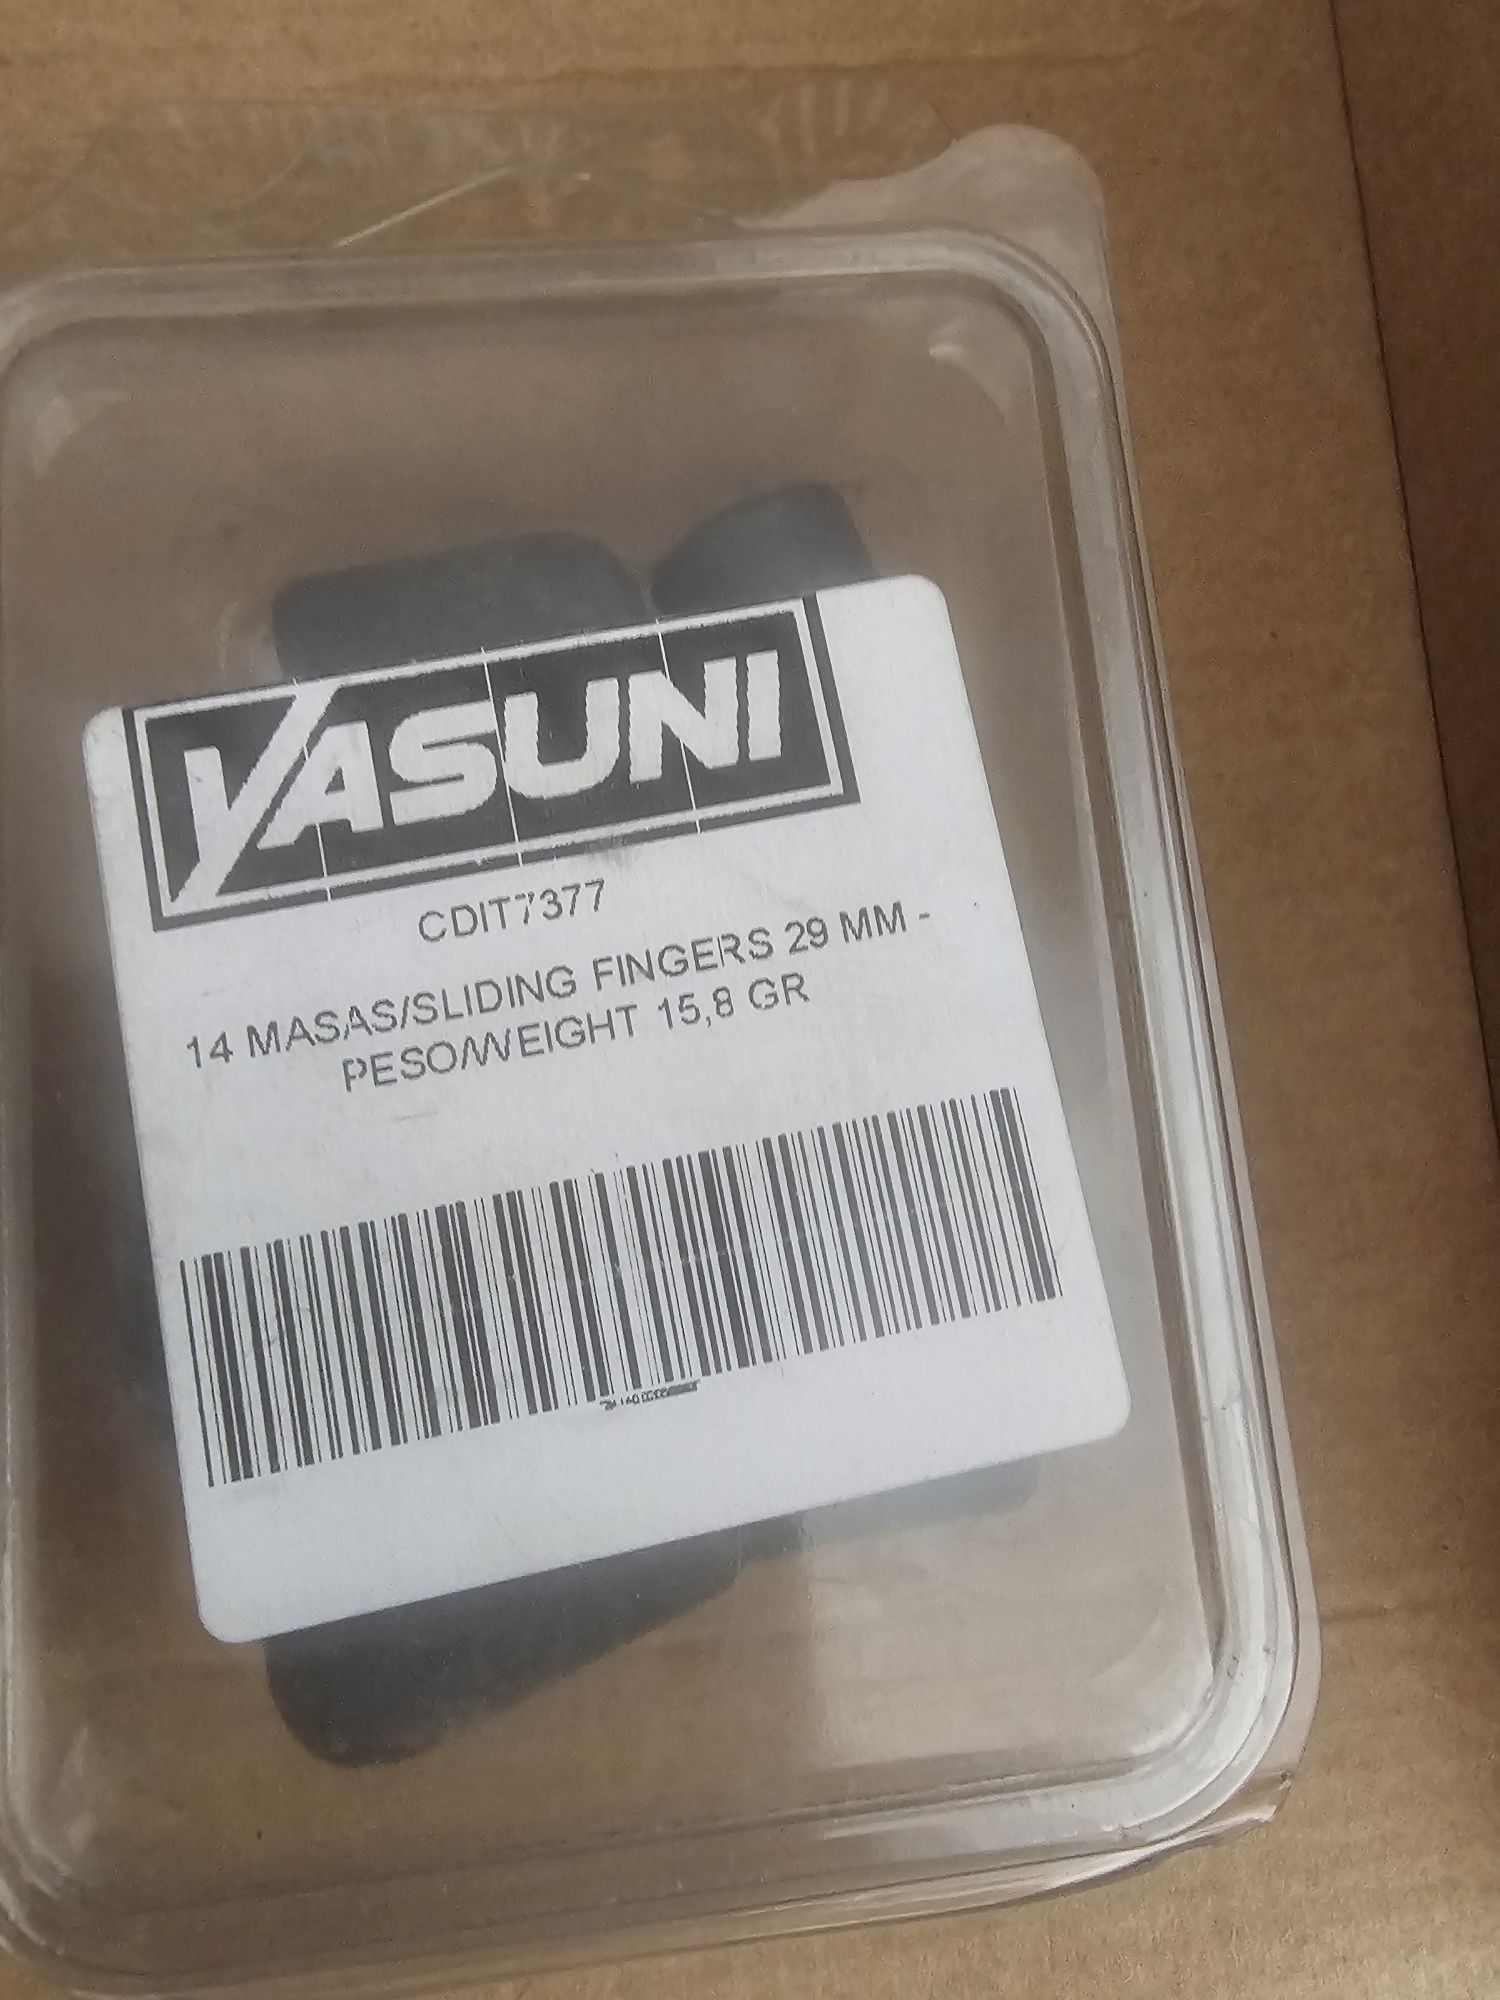 YASUNI
CDIT7377
14 MASAS/SLIDING FINGERS 29 MM -
PESO/WEIGHT 15,8 GR